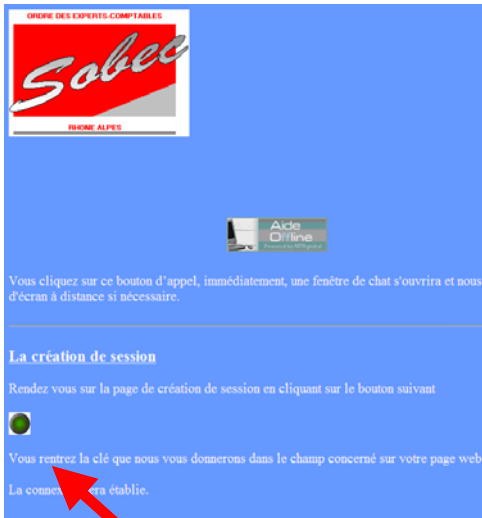 ORDRE DES EXPERTS-COMPTABLES
Sobec
RHONE ALPES
Aide
Offline
Vous cliquez sur ce bouton d'appel, immédiatement, une fenêtre de chat s'ouvrira et nous
d'écran à distance si nécessaire.
La création de session
Rendez vous sur la page de création de session en cliquant sur le bouton suivant
Vous rentrez la clé que nous vous donnerons dans le champ concerné sur votre page web
La connex era établie.